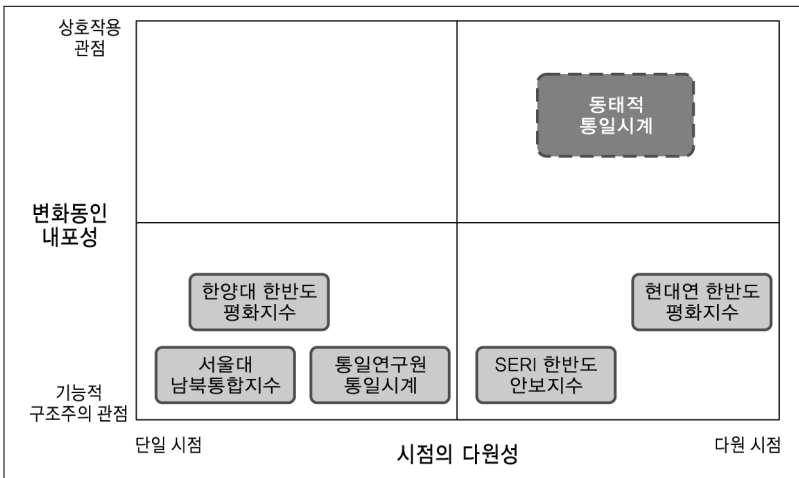 상호작용
관점
동태적
통일시계
변화동인
내포성
한양대 한반도
평화지수
현대연 한반도
평화지수
서울대
남북통합지수
통일연구원
통일시계
SERI 한반도
안보지수
기능적
구조주의 관점
단일 시점
시점의 다원성
다원 시점